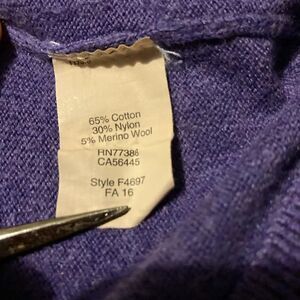 65% Cotton
30% Nylon
5% Merino Wool
RN77386
CA56445
Style F4697
FA 16